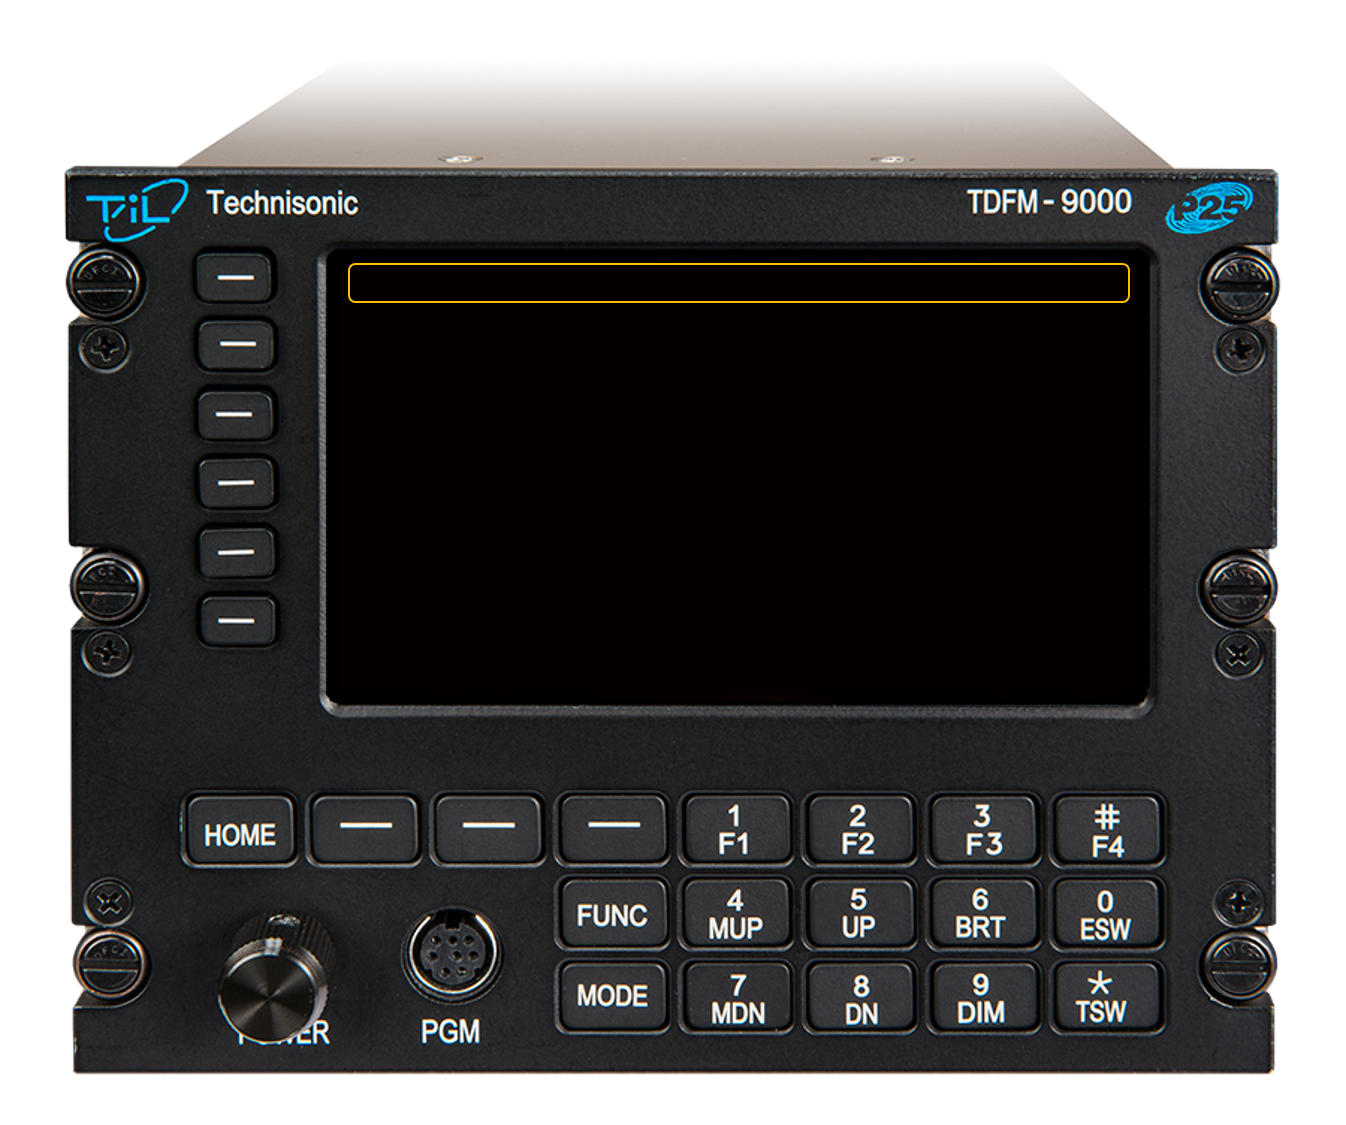 TiL Technisonic TDFM - 9000 P25
HOME 1 2 3 #
F1 F2 F3 F4
FUNC 4 5 6 0
MUP UP BRT ESW
MODE 7 8 9 *
MDN DN DIM TSW
POWER PGM